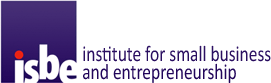 isbe
institute for small business
and entrepreneurship